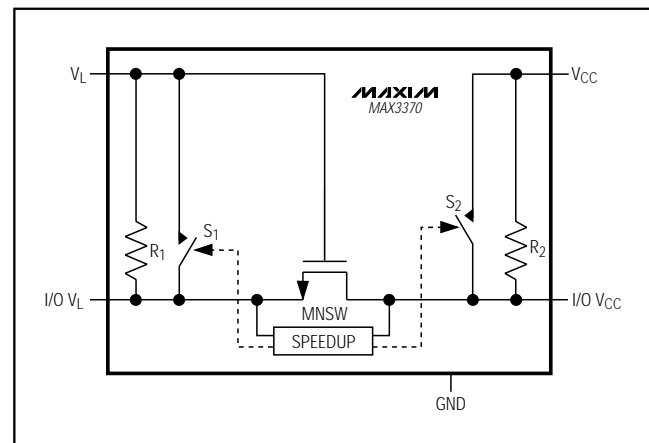 VL
VCC
MAXIM
MAX3370
S1
S2
R1
R2
I/O VL
I/O VCC
MNSW
SPEEDUP
GND